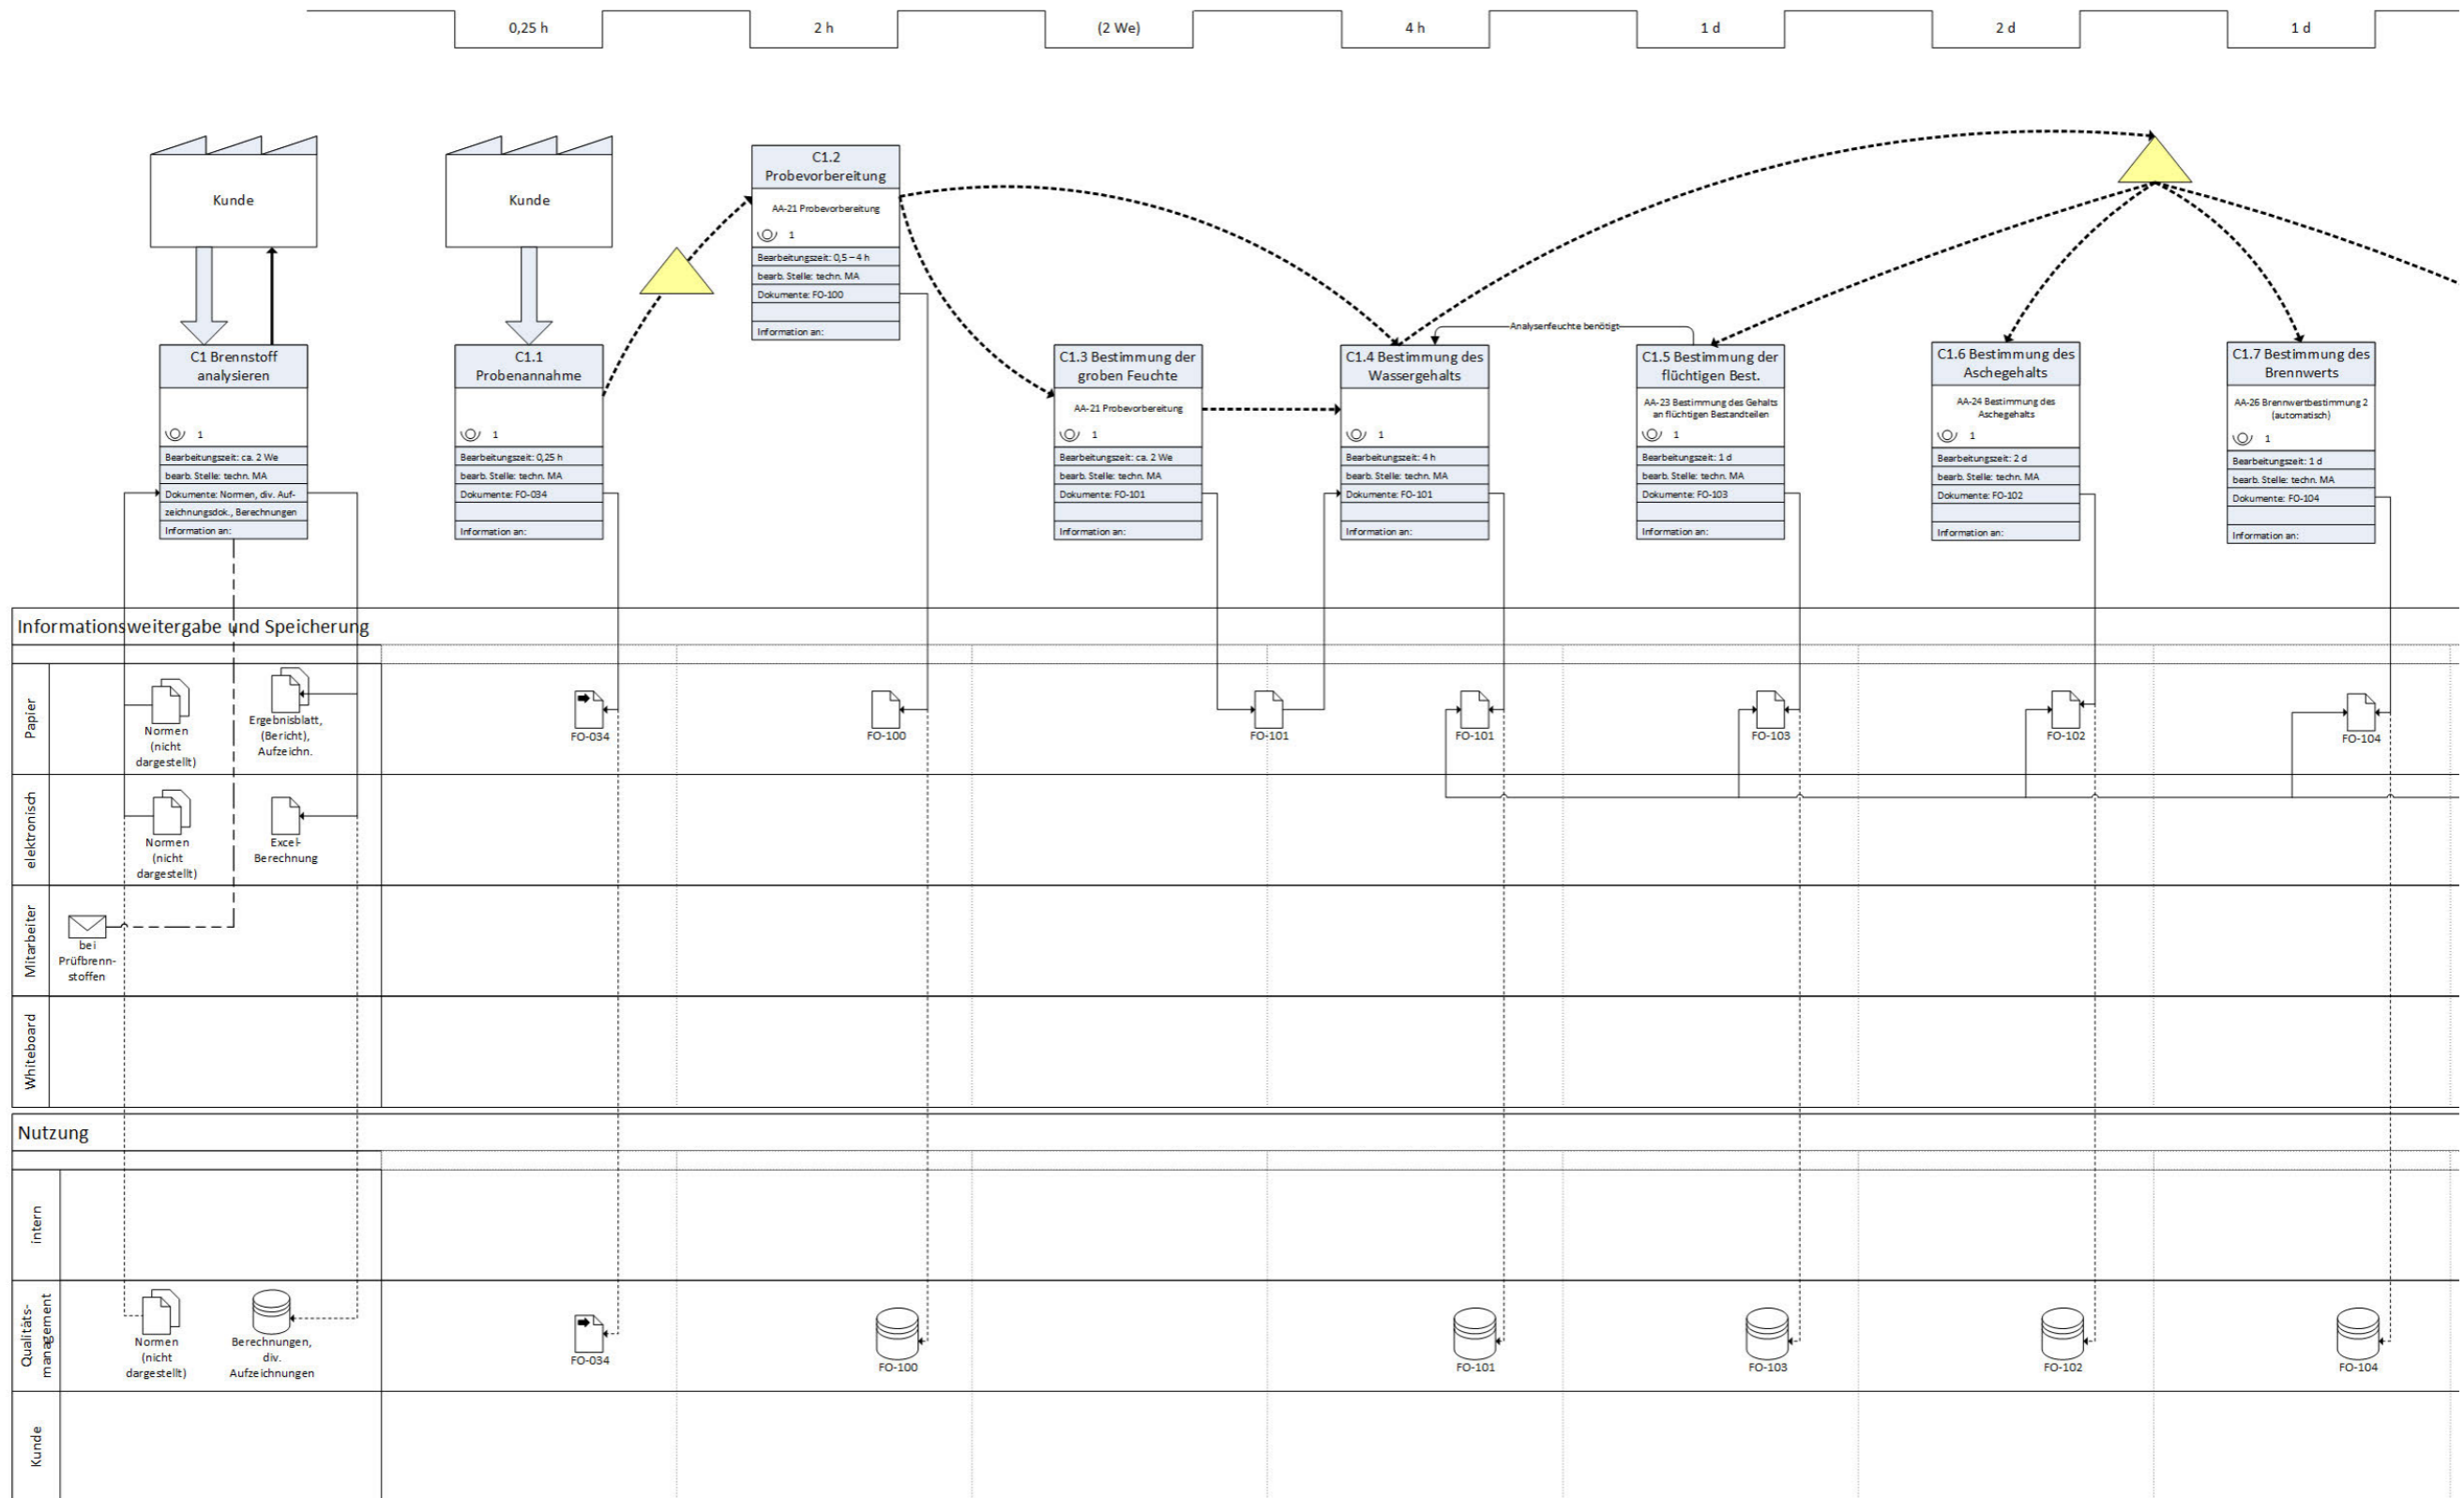 0,25 h
2 h
(2 We)
4 h
1 d
2 d
1 d
Kunde
Kunde
C1 Brennstoff
analysieren
1
Bearbeitungszeit: ca. 2 We
bearb. Stelle: techn. MA
Dokumente: Normen, div. Auf-
zeichnungsdok., Berechnungen
Information an:
C1.1
Probenannahme
1
Bearbeitungszeit: 0,25 h
bearb. Stelle: techn. MA
Dokumente: FO-034
Information an:
C1.2
Probevorbereitung
AA-21 Probevorbereitung
1
Bearbeitungszeit: 0,5 – 4 h
bearb. Stelle: techn. MA
Dokumente: FO-100
Information an:
C1.3 Bestimmung der
groben Feuchte
AA-21 Probevorbereitung
1
Bearbeitungszeit: ca. 2 We
bearb. Stelle: techn. MA
Dokumente: FO-101
Information an:
C1.4 Bestimmung des
Wassergehalts
1
Bearbeitungszeit: 4 h
bearb. Stelle: techn. MA
Dokumente: FO-101
Information an:
Analysenfeuchte benötigt
C1.5 Bestimmung der
flüchtigen Best.
AA-23 Bestimmung des Gehalts
an flüchtigen Bestandteilen
1
Bearbeitungszeit: 1 d
bearb. Stelle: techn. MA
Dokumente: FO-103
Information an:
C1.6 Bestimmung des
Aschegehalts
AA-24 Bestimmung des
Aschegehalts
1
Bearbeitungszeit: 2 d
bearb. Stelle: techn. MA
Dokumente: FO-102
Information an:
C1.7 Bestimmung des
Brennwerts
AA-26 Brennwertbestimmung 2
(automatisch)
1
Bearbeitungszeit: 1 d
bearb. Stelle: techn. MA
Dokumente: FO-104
Information an:
Informationsweitergabe und Speicherung
Papier
Normen
(nicht
dargestellt)
Ergebnisblatt,
(Bericht),
Aufzeichn.
FO-034
FO-100
FO-101
FO-101
FO-103
FO-102
FO-104
elektronisch
Normen
(nicht
dargestellt)
Excel-
Berechnung
Mitarbeiter
bei
Prüfbrenn-
stoffen
Whiteboard
Nutzung
intern
Qualitäts-
management
Normen
(nicht
dargestellt)
Berechnungen,
div.
Aufzeichnungen
FO-034
FO-100
FO-101
FO-103
FO-102
FO-104
Kunde